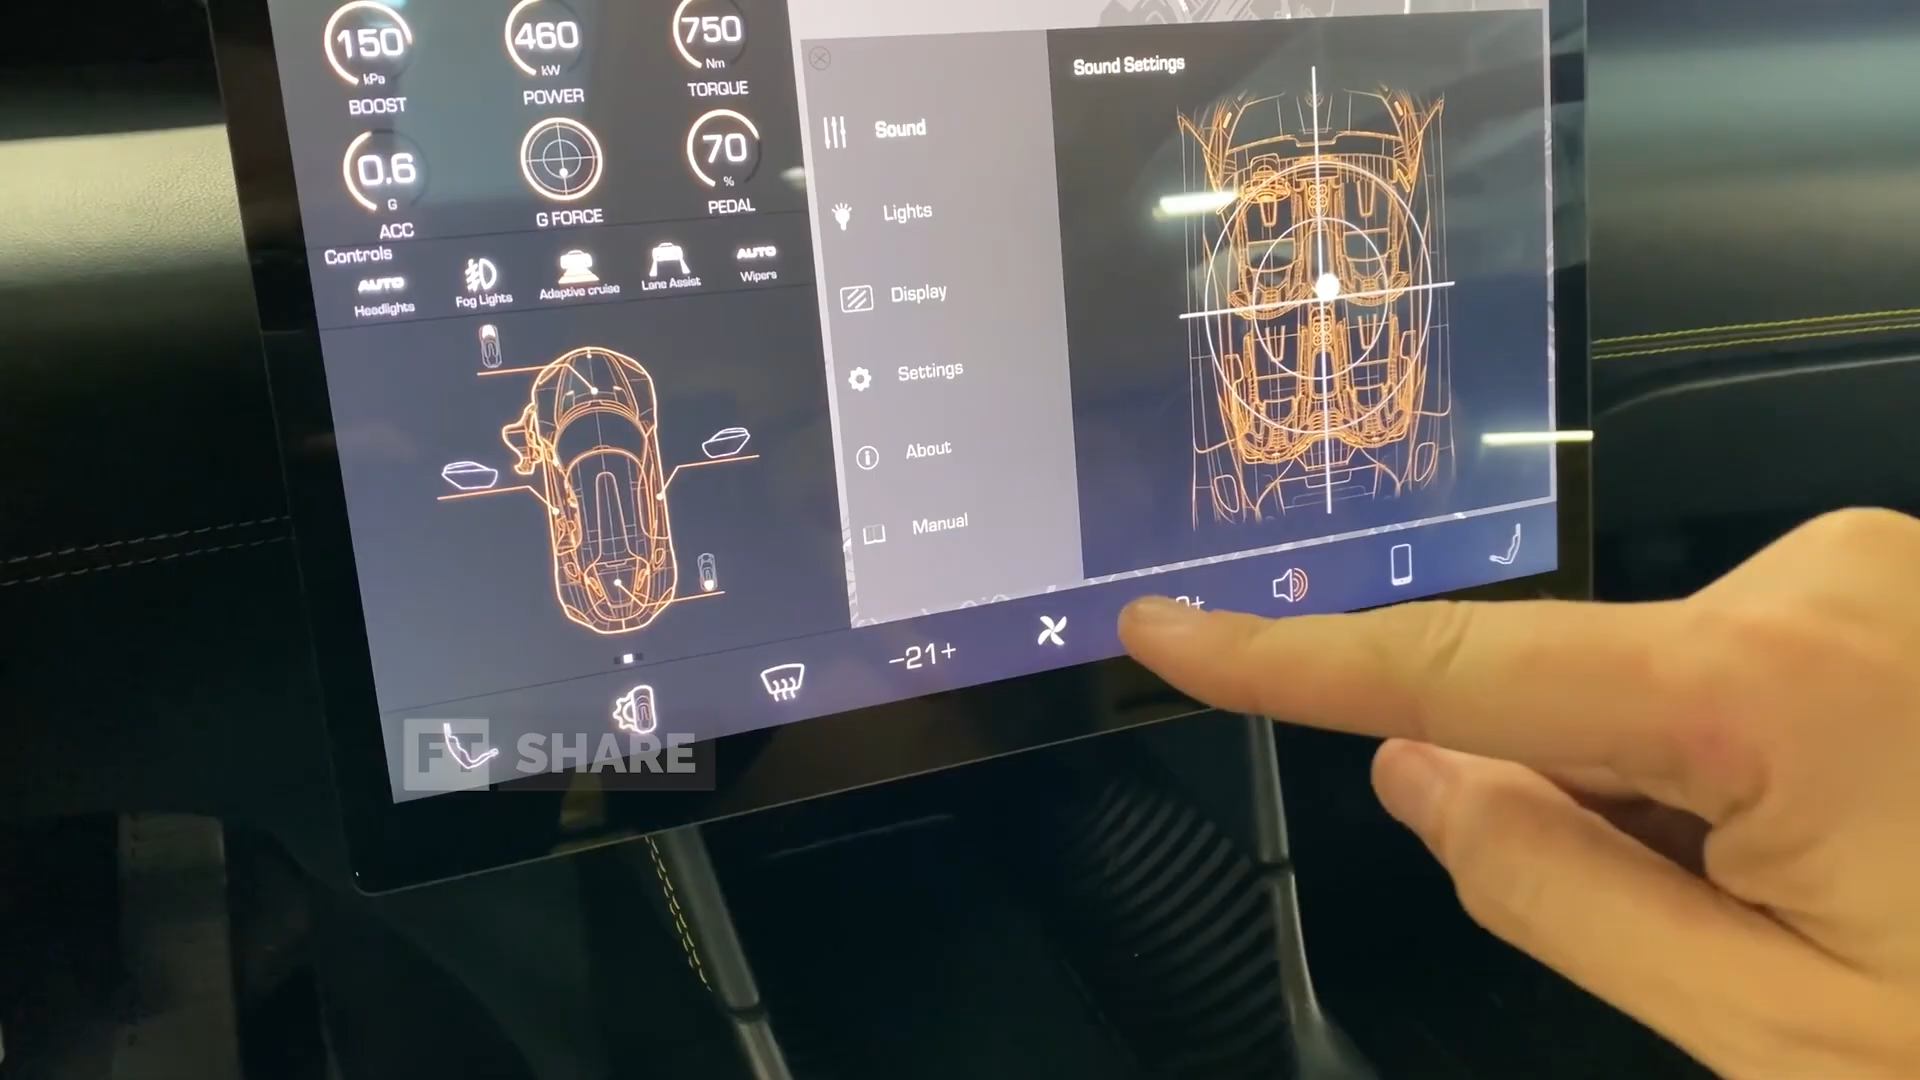 150
kPa
BOOST
460
kW
POWER
750
Nm
TORQUE
0.6
G
ACC
G FORCE
70
%
PEDAL
Controls
AUTO
Headlights
Fog Lights
Adaptive cruise
Lane Assist
AUTO
Wipers
Sound
Lights
Display
Settings
About
Manual
Sound Settings
-21+
FT SHARE